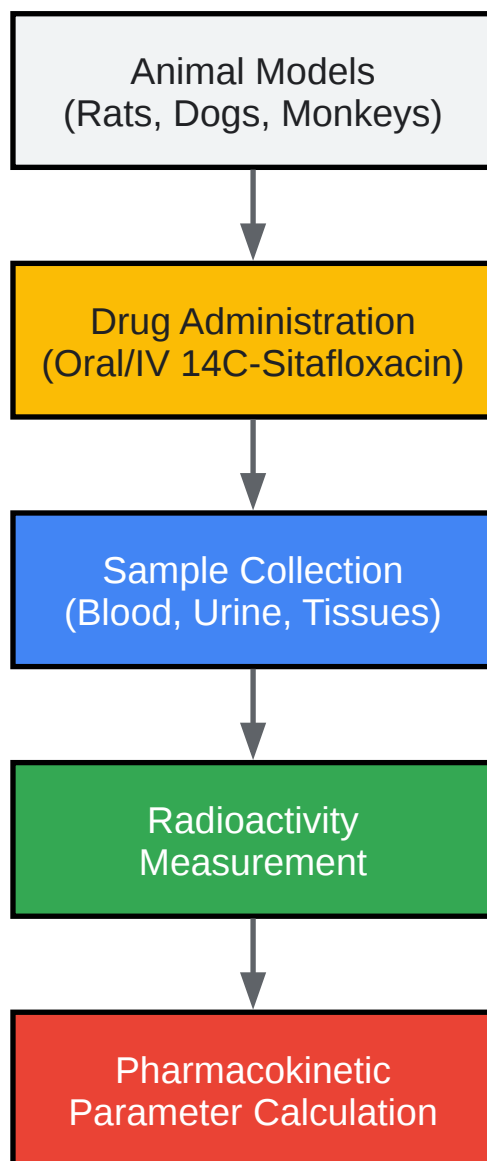 Animal Models
(Rats, Dogs, Monkeys)
Drug Administration
(Oral/IV 14C-Sitafloxacin)
Sample Collection
(Blood, Urine, Tissues)
Radioactivity
Measurement
Pharmacokinetic
Parameter Calculation